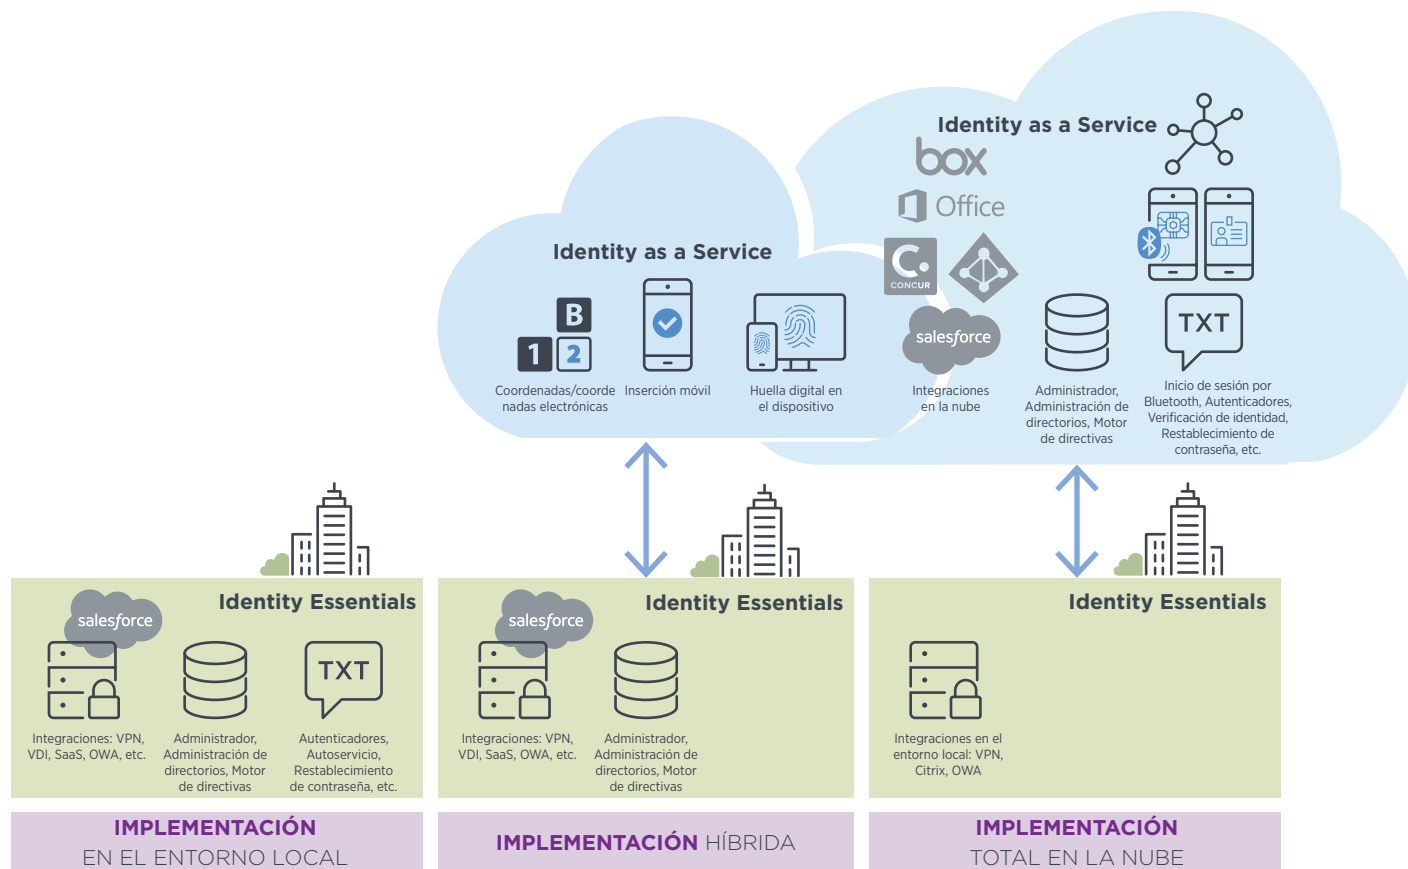 Identity as a Service
box
Office
C.
CONCUR
salesforce
TXT
Integraciones
en la nube
Administrador,
Administración de
directorios, Motor
de directivas
Inicio de sesión por
Bluetooth, Autenticadores,
Verificación de identidad,
Restablecimiento de
contraseña, etc.
Identity as a Service
B
1 2
Coordenadas/coorde
nadas electrónicas
Inserción móvil
Huella digital en
el dispositivo
Identity Essentials
salesforce
TXT
Integraciones: VPN,
VDI, SaaS, OWA, etc.
Administrador,
Administración de
directorios, Motor
de directivas
Autenticadores,
Autoservicio,
Restablecimiento
de contraseña, etc.
IMPLEMENTACIÓN
EN EL ENTORNO LOCAL
Identity Essentials
salesforce
Integraciones: VPN,
VDI, SaaS, OWA, etc.
Administrador,
Administración de
directorios, Motor
de directivas
IMPLEMENTACIÓN HÍBRIDA
Identity Essentials
Integraciones en el
entorno local: VPN,
Citrix, OWA
IMPLEMENTACIÓN
TOTAL EN LA NUBE